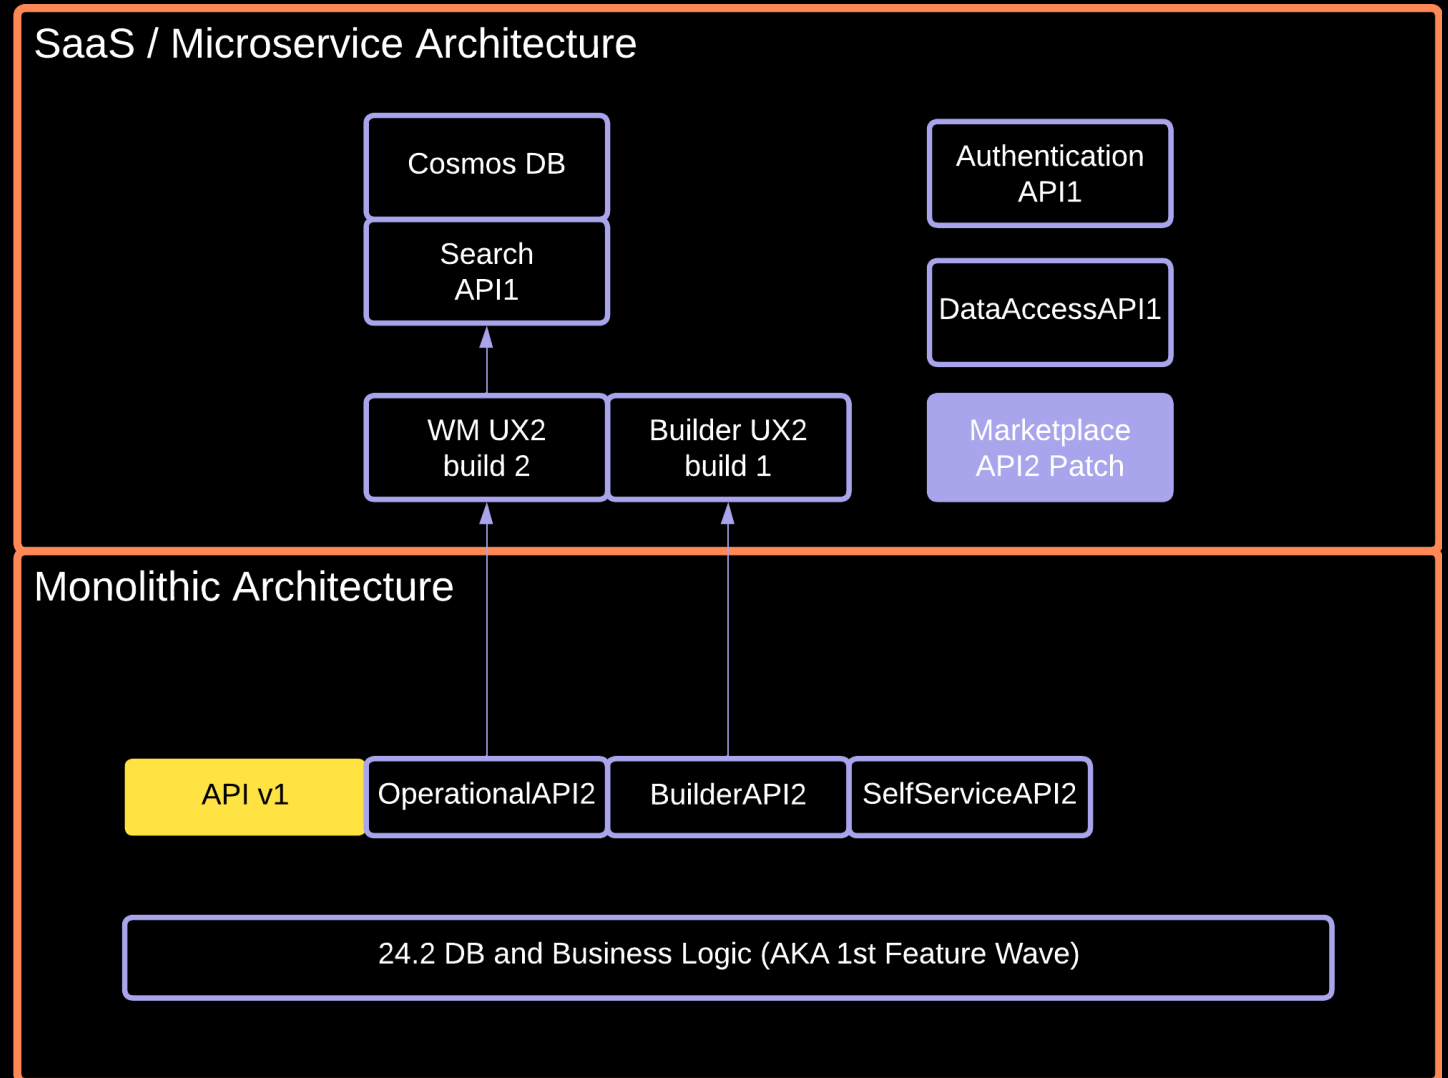 SaaS / Microservice Architecture
Cosmos DB
Search
API1
Authentication
API1
DataAccessAPI1
WM UX2
build 2
Builder UX2
build 1
Marketplace
API2 Patch
Monolithic Architecture
API v1
OperationalAPI2
BuilderAPI2
SelfServiceAPI2
24.2 DB and Business Logic (AKA 1st Feature Wave)